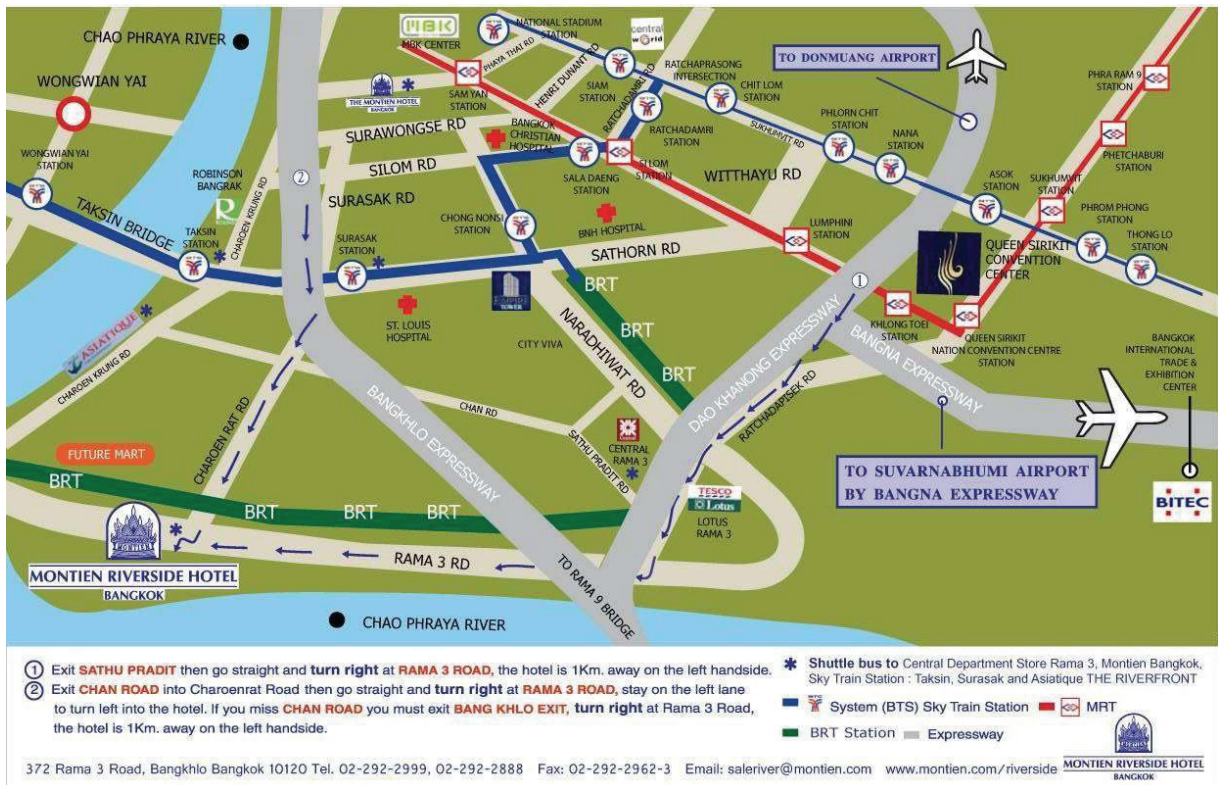 CHAO PHRAYA RIVER
WONGWIAN YAI
WONGWIAN YAI
STATION
TAKSIN BRIDGE
ROBINSON
BANGRAK
R
CHAROEN KRUNG RD
TAKSIN
STATION
ASIATIQUE
CHAROEN KRUNG RD
MBK
MBK CENTER
PHAYA THAI RD
NATIONAL STADIUM
STATION
central
world
THE MONTIEN HOTEL
BANGKOK
SAM YAN
STATION
HENRI DUNANT RD
SIAM
STATION
RATCHADAMRI RD
RATCHAPRASONG
INTERSECTION
CHIT LOM
STATION
TO DONMUANG AIRPORT
PHRA RAM 9
STATION
SURAWONGSE RD
BANGKOK
CHRISTIAN
HOSPITAL
RATCHADAMRI
STATION
SUKHUMVIT RD
PHLORN CHIT
STATION
NANA
STATION
PHETCHABURI
STATION
SILOM RD
2
SALA DAENG
STATION
SILOM
STATION
WITTHAYU RD
ASOK
STATION
SUKHUMVIT
STATION
SURASAK RD
CHONG NONSI
STATION
BNH HOSPITAL
LUMPHINI
STATION
PHROM PHONG
STATION
THONG LO
STATION
SURASAK
STATION
SATHORN RD
QUEEN SIRIKIT
CONVENTION
CENTER
EMPIRE
TOWER
BRT
1
ST. LOUIS
HOSPITAL
CITY VIVA
NARADHIWAT RD
BRT
BRT
KHLONG TOEI
STATION
QUEEN SIRIKIT
NATION CONVENTION CENTRE
STATION
BANGKOK
INTERNATIONAL
TRADE &
EXHIBITION
CENTER
DAO KHANONG EXPRESSWAY
BANGNA EXPRESSWAY
RATCHADAPISEK RD
BANGKHLO EXPRESSWAY
CHAN RD
SATHU PRADIT RD
Central
CENTRAL
RAMA 3
CHAROEN RAT RD
FUTURE MART
BRT
BRT
BRT
BRT
TESCO
Lotus
LOTUS
RAMA 3
TO SUVARNABHUMI AIRPORT
BY BANGNA EXPRESSWAY
BITEC
MONTIEN
MONTIEN RIVERSIDE HOTEL
BANGKOK
RAMA 3 RD
TO RAMA 9 BRIDGE
CHAO PHRAYA RIVER
1 Exit SATHU PRADIT then go straight and turn right at RAMA 3 ROAD, the hotel is 1Km. away on the left handside.
2 Exit CHAN ROAD into Charoenrat Road then go straight and turn right at RAMA 3 ROAD, stay on the left lane
to turn left into the hotel. If you miss CHAN ROAD you must exit BANG KHLO EXIT, turn right at Rama 3 Road,
the hotel is 1Km. away on the left handside.
* Shuttle bus to Central Department Store Rama 3, Montien Bangkok,
Sky Train Station : Taksin, Surasak and Asiatique THE RIVERFRONT
System (BTS) Sky Train Station MRT
BRT Station Expressway
372 Rama 3 Road, Bangkhlo Bangkok 10120 Tel. 02-292-2999, 02-292-2888 Fax: 02-292-2962-3 Email: saleriver@montien.com www.montien.com/riverside
MONTIEN RIVERSIDE HOTEL
BANGKOK